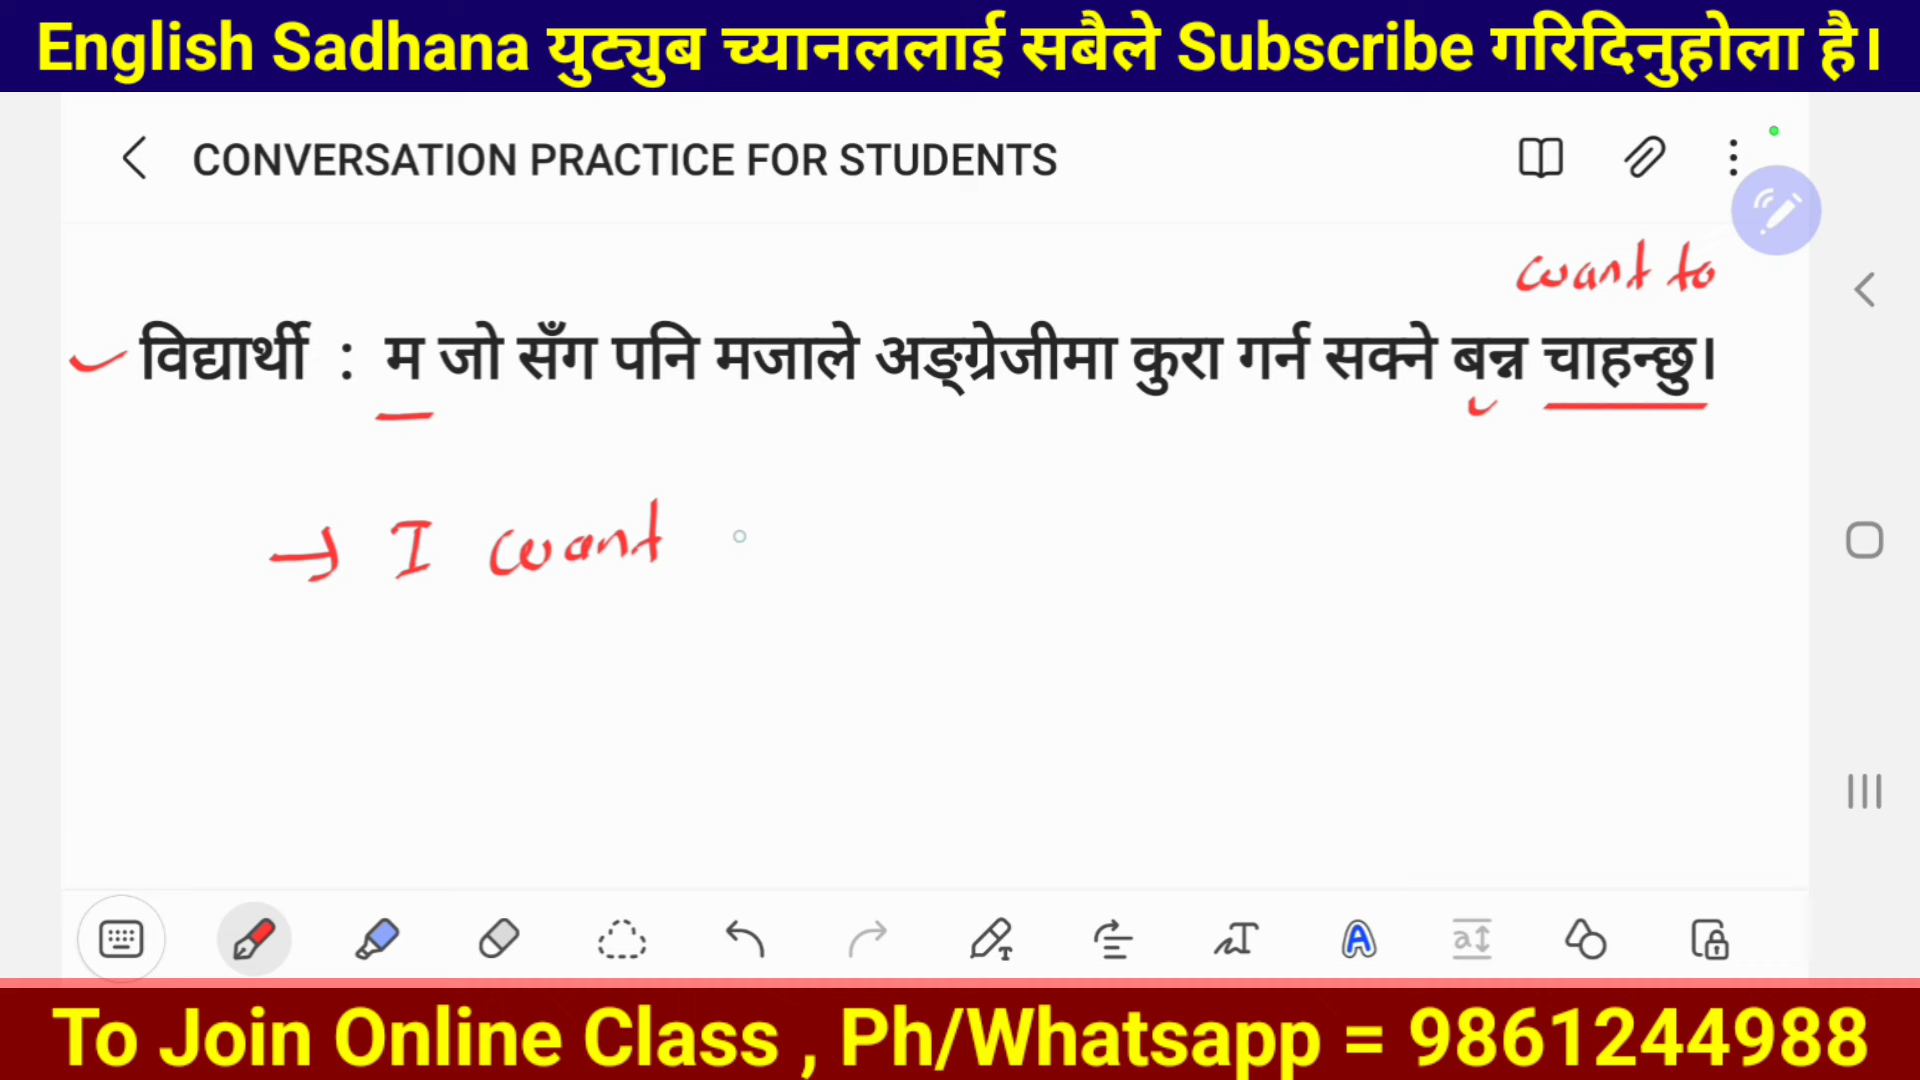 English Sadhana युट्युब च्यानललाई सबैले Subscribe गरिदिनुहोला है।
CONVERSATION PRACTICE FOR STUDENTS
want to
विद्यार्थी : म जो सँग पनि मजाले अङ्ग्रेजीमा कुरा गर्न सक्ने बन्न चाहन्छु।
→ I want
To Join Online Class , Ph/Whatsapp = 9861244988